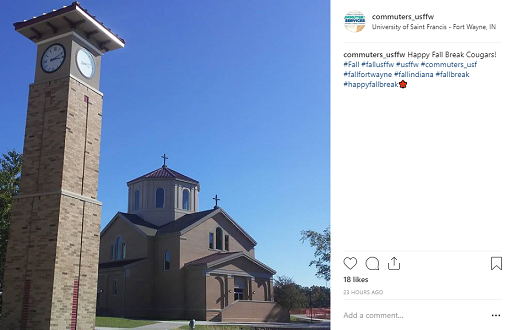 commuters_usffw
University of Saint Francis - Fort Wayne, IN
commuters_usffw Happy Fall Break Cougars!
#Fall #fallusffw #usffw #commuters_usf
#fallfortwayne #fallindiana #fallbreak
#happyfallbreak🍁
18 likes
23 HOURS AGO
Add a comment...